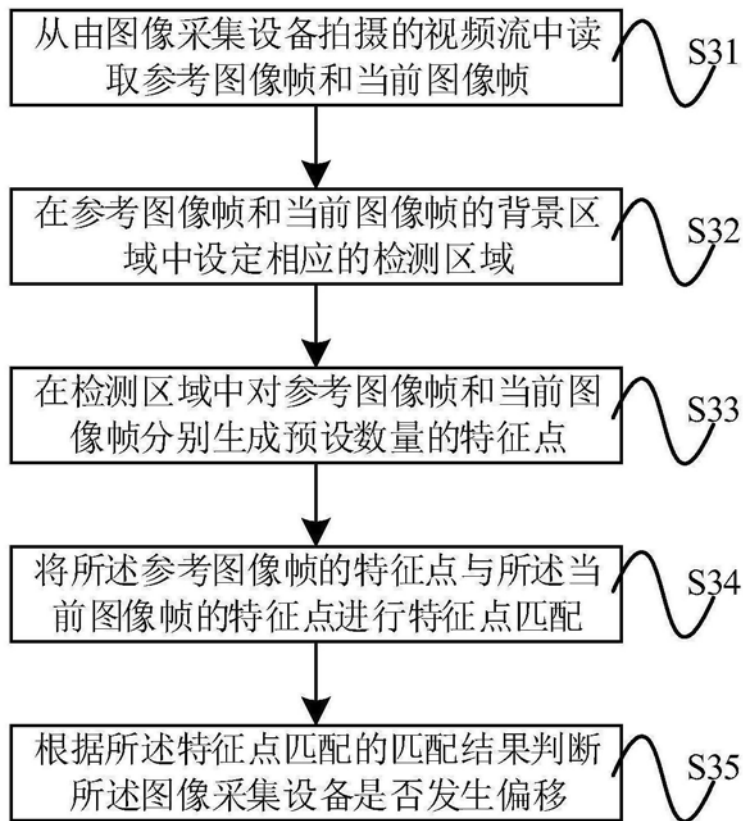 从由图像采集设备拍摄的视频流中读
取参考图像帧和当前图像帧
S31
在参考图像帧和当前图像帧的背景区
域中设定相应的检测区域
S32
在检测区域中对参考图像帧和当前图
像帧分别生成预设数量的特征点
S33
将所述参考图像帧的特征点与所述当
前图像帧的特征点进行特征点匹配
S34
根据所述特征点匹配的匹配结果判断
所述图像采集设备是否发生偏移
S35